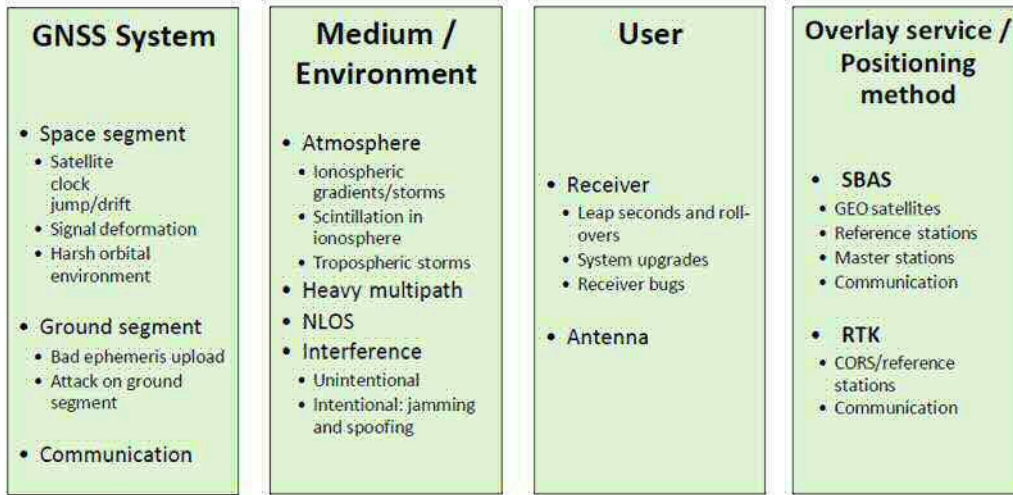 GNSS System
• Space segment
• Satellite
clock
jump/drift
• Signal deformation
• Harsh orbital
environment
• Ground segment
• Bad ephemeris upload
• Attack on ground
segment
• Communication
Medium /
Environment
• Atmosphere
• Ionospheric
gradients/storms
• Scintillation in
ionosphere
• Tropospheric storms
• Heavy multipath
• NLOS
• Interference
• Unintentional
• Intentional: jamming
and spoofing
User
• Receiver
• Leap seconds and roll-
overs
• System upgrades
• Receiver bugs
• Antenna
Overlay service /
Positioning
method
• SBAS
• GEO satellites
• Reference stations
• Master stations
• Communication
• RTK
• CORS/reference
stations
• Communication